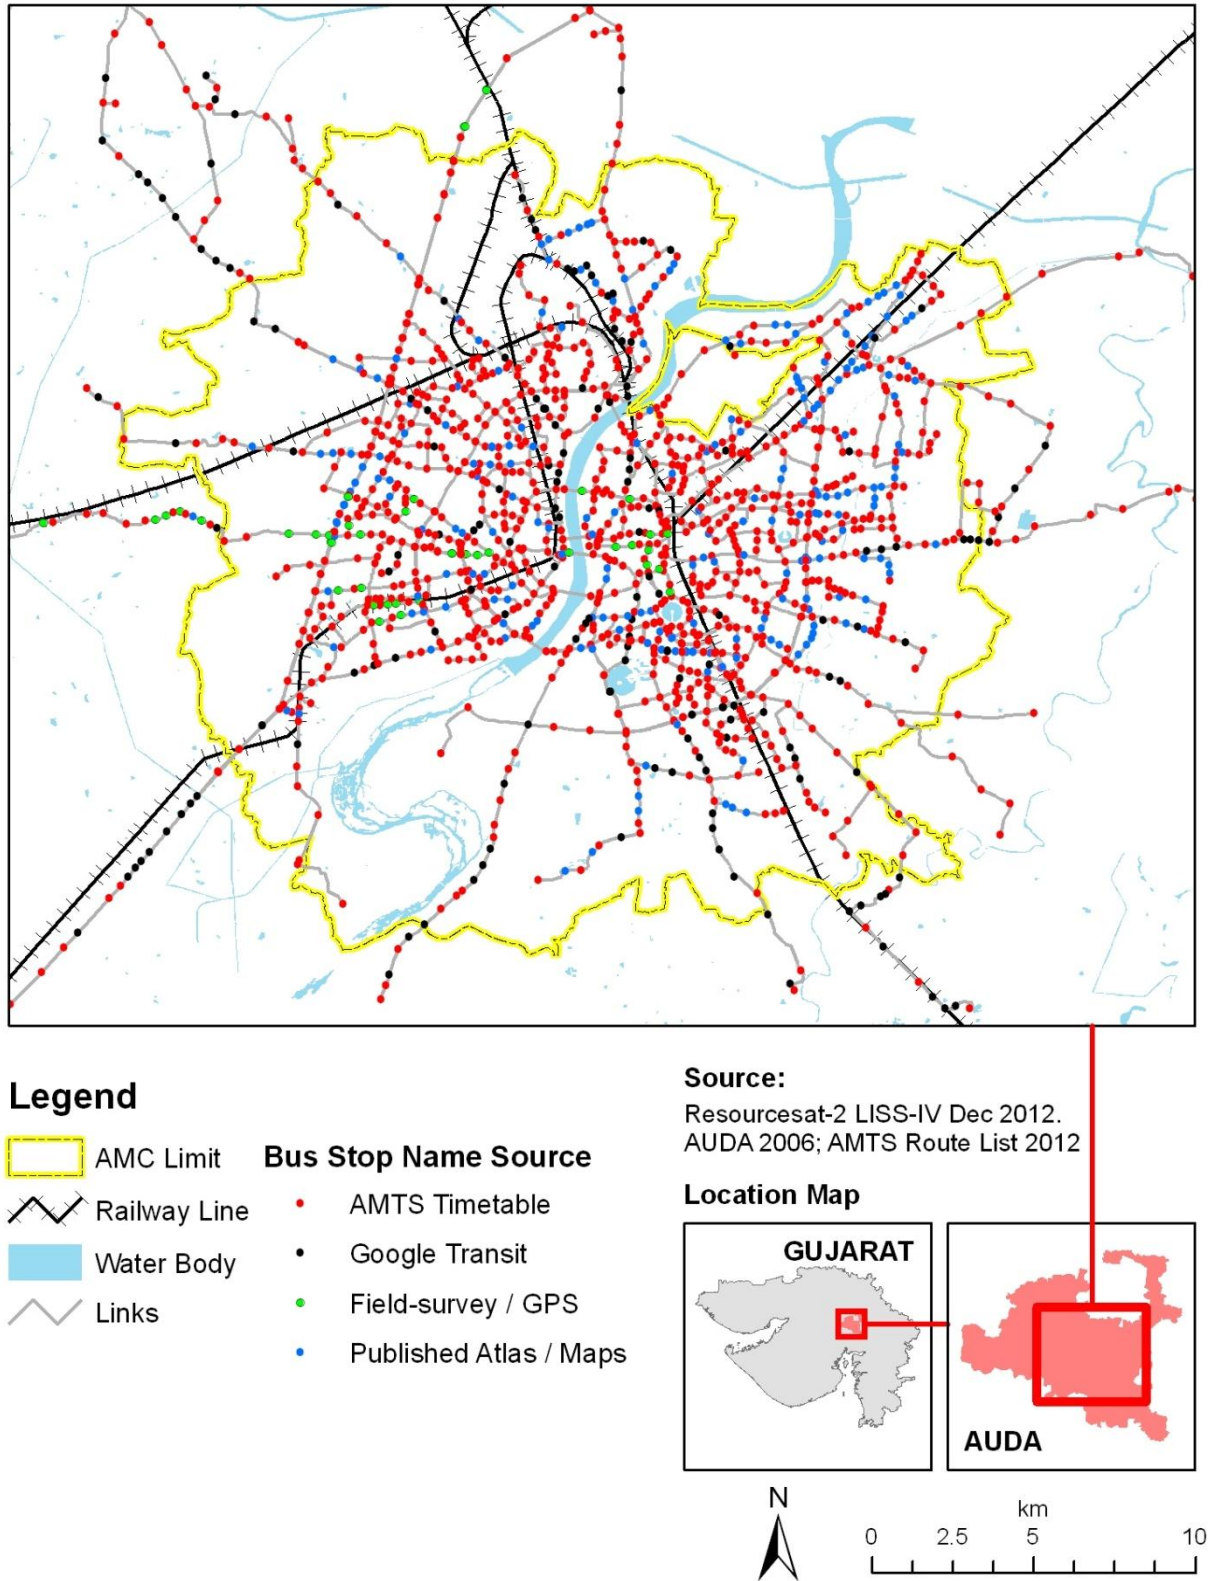 Legend
AMC Limit
Railway Line
Water Body
Links
Bus Stop Name Source
AMTS Timetable
Google Transit
Field-survey / GPS
Published Atlas / Maps
Source:
Resourcesat-2 LISS-IV Dec 2012.
AUDA 2006; AMTS Route List 2012
Location Map
GUJARAT
AUDA
N
km
0 2.5 5 10